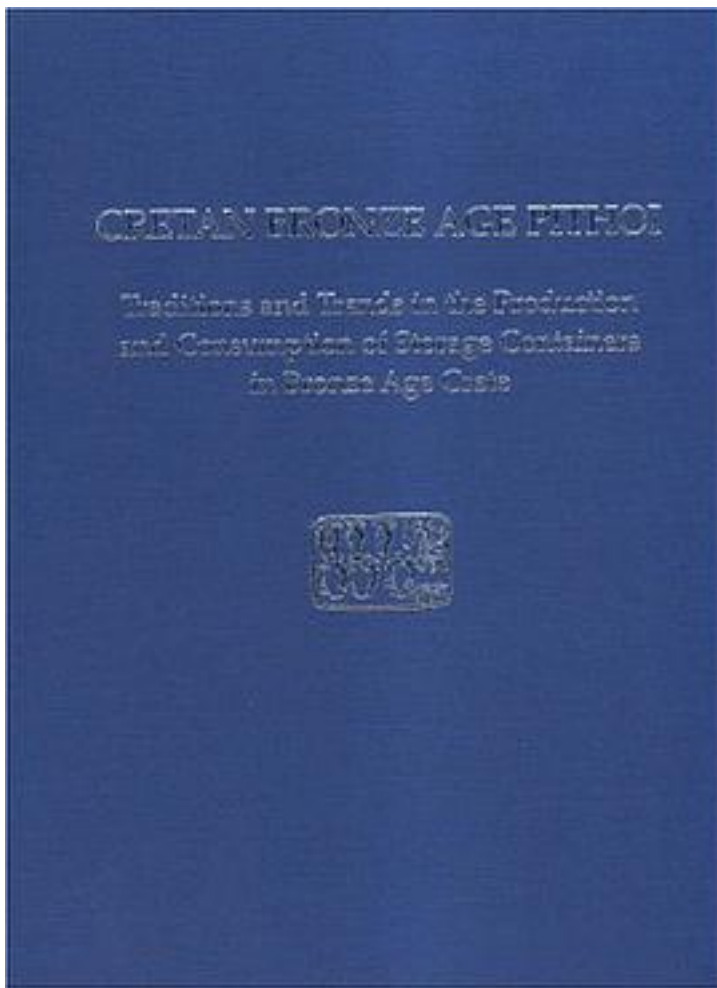 CRETAN BRONZE AGE PITHOI
Traditions and Trends in the Production
and Consumption of Storage Containers
in Bronze Age Crete